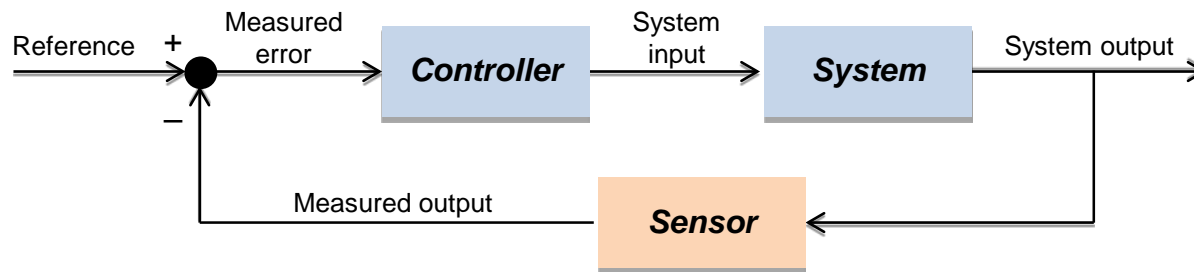 Reference
+
Measured
error
Controller
System
input
System
System output
–
Measured output
Sensor